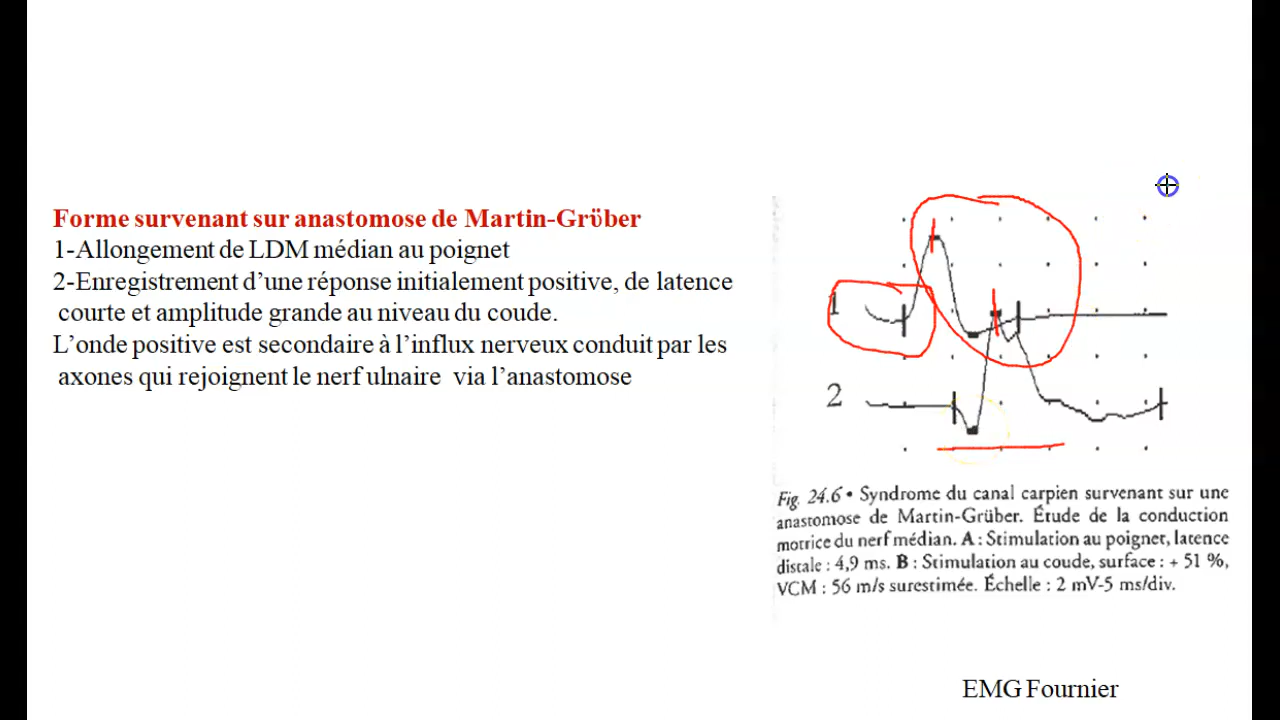 Forme survenant sur anastomose de Martin-Grϋber
1-Allongement de LDM médian au poignet
2-Enregistrement d’une réponse initialement positive, de latence
courte et amplitude grande au niveau du coude.
L’onde positive est secondaire à l’influx nerveux conduit par les
axones qui rejoignent le nerf ulnaire via l’anastomose
1
2
Fig. 24.6 • Syndrome du canal carpien survenant sur une
anastomose de Martin-Grüber. Étude de la conduction
motrice du nerf médian. A : Stimulation au poignet, latence
distale : 4,9 ms. B : Stimulation au coude, surface : + 51 %,
VCM : 56 m/s surestimée. Échelle : 2 mV-5 ms/div.
EMG Fournier